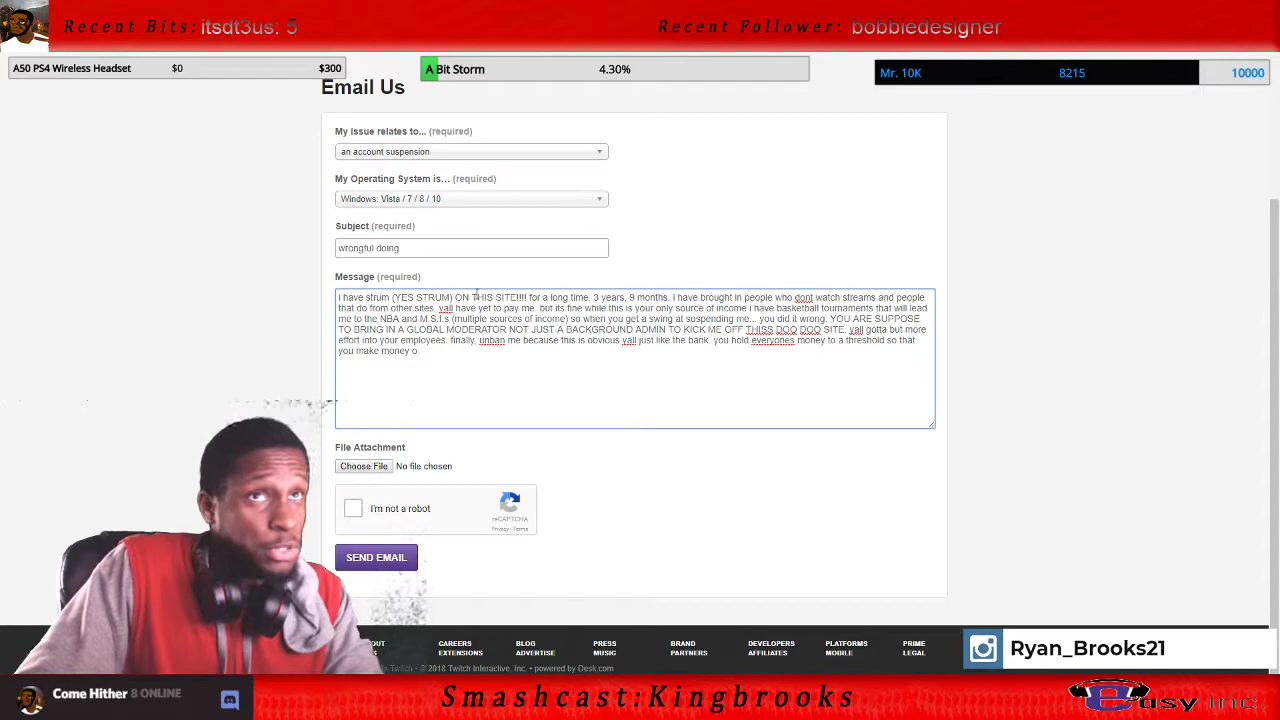 Recent Bits: itsdt3us: 5
Recent Follower: bobbiedesigner
A50 PS4 Wireless Headset $0 $300
A Bit Storm 4.30%
Mr. 10K 8215 10000
Email Us
My issue relates to... (required)
an account suspension
My Operating System is... (required)
Windows: Vista / 7 / 8 / 10
Subject (required)
wrongful doing
Message (required)
i have strum (YES STRUM) ON THIS SITE!!!! for a long time. 3 years, 9 months. i have brought in people who dont watch streams and people
that do from other sites. yall have yet to pay me. but its fine while this is your only source of income i have basketball tournaments that will lead
me to the NBA and M.S.I.s (multiple sources of income) so when you get a swing at suspending me... you did it wrong. YOU ARE SUPPOSE
TO BRING IN A GLOBAL MODERATOR NOT JUST A BACKGROUND ADMIN TO KICK ME OFF THISS DOO DOO SITE. yall gotta but more
effort into your employees. finally, unban me because this is obvious yall just like the bank. you hold everyones money to a threshold so that
you make money o
File Attachment
Choose File No file chosen
I'm not a robot
reCAPTCHA
Privacy - Terms
SEND EMAIL
OUT CAREERS BLOG PRESS BRAND DEVELOPERS PLATFORMS PRIME
EXTENSIONS ADVERTISE MUSIC PARTNERS AFFILIATES MOBILE LEGAL
Twitch © 2018 Twitch Interactive, Inc. • powered by Desk.com
Ryan_Brooks21
Come Hither 8 ONLINE
Smashcast:Kingbrooks
easy inc.